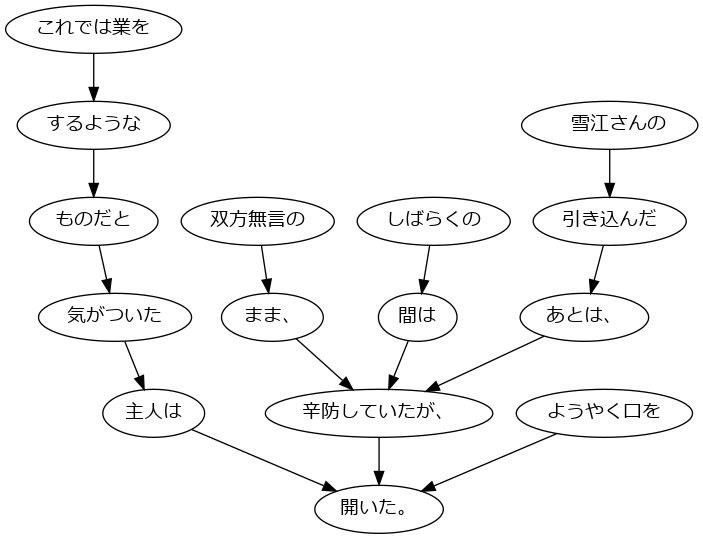 これでは業を
するような
雪江さんの
ものだと
双方無言の
しばらくの
引き込んだ
気がついた
まま、
間は
あとは、
主人は
辛防していたが、
ようやく口を
開いた。